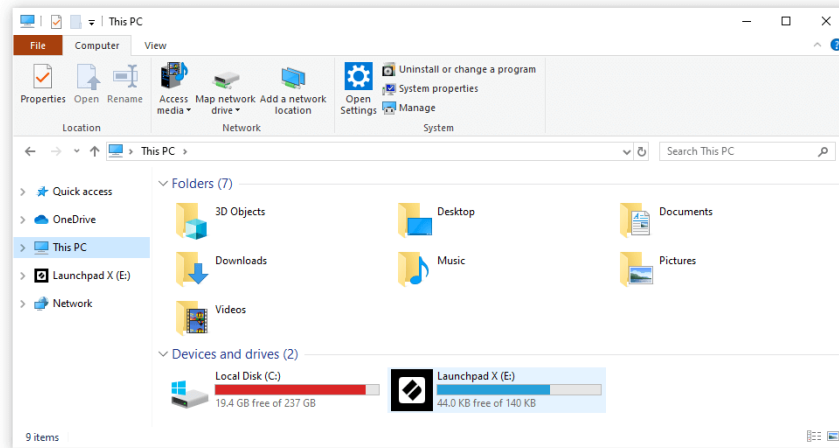 This PC
File Computer View
Properties Open Rename Access media Map network drive Add a network location Open Settings Uninstall or change a program
System properties
Manage
Location Network System
This PC Search This PC
Quick access
OneDrive
This PC
Launchpad X (E:)
Network
Folders (7)
3D Objects Desktop Documents
Downloads Music Pictures
Videos
Devices and drives (2)
Local Disk (C:) Launchpad X (E:)
19.4 GB free of 237 GB 44.0 KB free of 140 KB
9 items